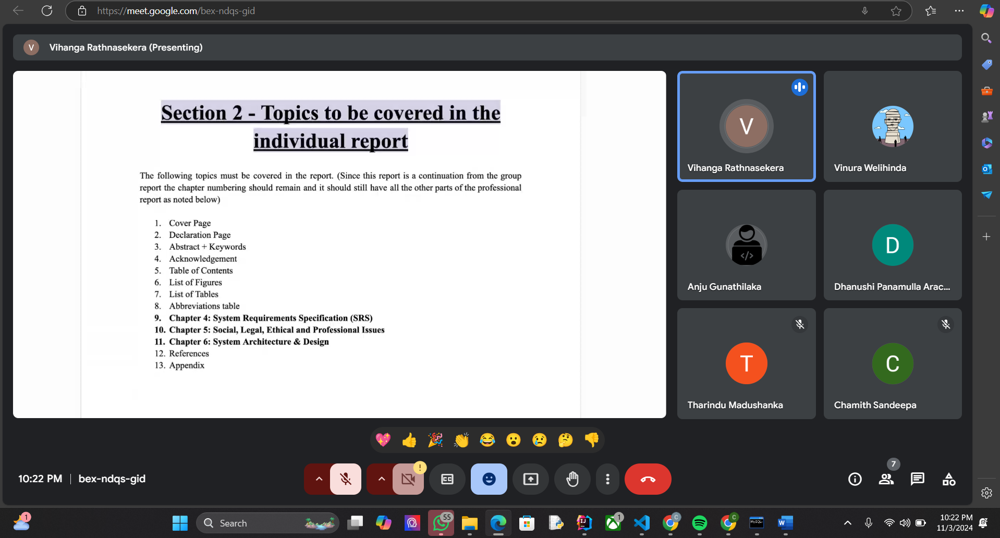 https://meet.google.com/bex-ndqs-gid
V
Vihanga Rathnasekera (Presenting)
Section 2 - Topics to be covered in the
individual report
The following topics must be covered in the report. (Since this report is a continuation from the group
report the chapter numbering should remain and it should still have all the other parts of the professional
report as noted below)
1. Cover Page
2. Declaration Page
3. Abstract + Keywords
4. Acknowledgement
5. Table of Contents
6. List of Figures
7. List of Tables
8. Abbreviations table
9. Chapter 4: System Requirements Specification (SRS)
10. Chapter 5: Social, Legal, Ethical and Professional Issues
11. Chapter 6: System Architecture & Design
12. References
13. Appendix
V
Vihanga Rathnasekera
Vinura Welihinda
</>
Anju Gunathilaka
D
Dhanushi Panamulla Arac...
T
Tharindu Madushanka
C
Chamith Sandeepa
10:22 PM | bex-ndqs-gid
!
CC
7
1
Search
55
IJ
1
C
C
MySQL
W
10:22 PM
11/3/2024